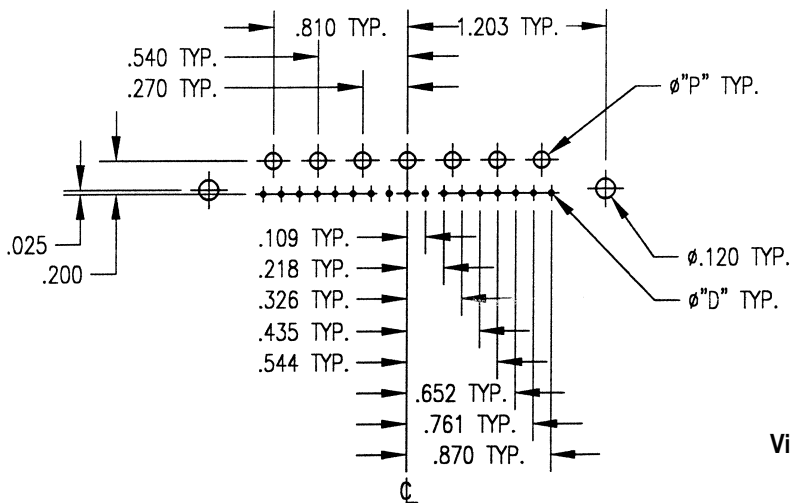 .810 TYP.
1.203 TYP.
.540 TYP.
.270 TYP.
ø"P" TYP.
.025
.200
.109 TYP.
.218 TYP.
.326 TYP.
.435 TYP.
.544 TYP.
.652 TYP.
.761 TYP.
.870 TYP.
ø.120 TYP.
ø"D" TYP.
Vi
℄